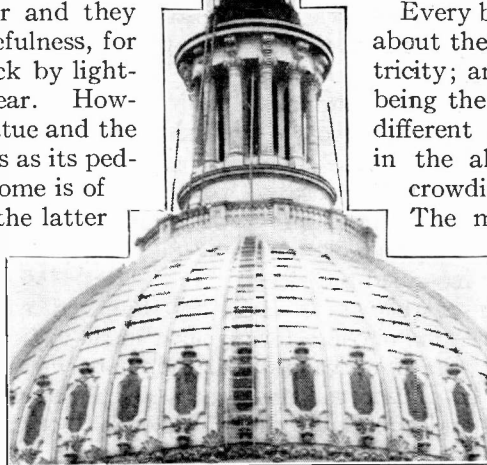 r and they
efulness, for
ck by light-
ear. How-
tue and the
s as its ped-
ome is of
the latter
Every b
about the
tricity; an
being the
different
in the al
crowdi
The m